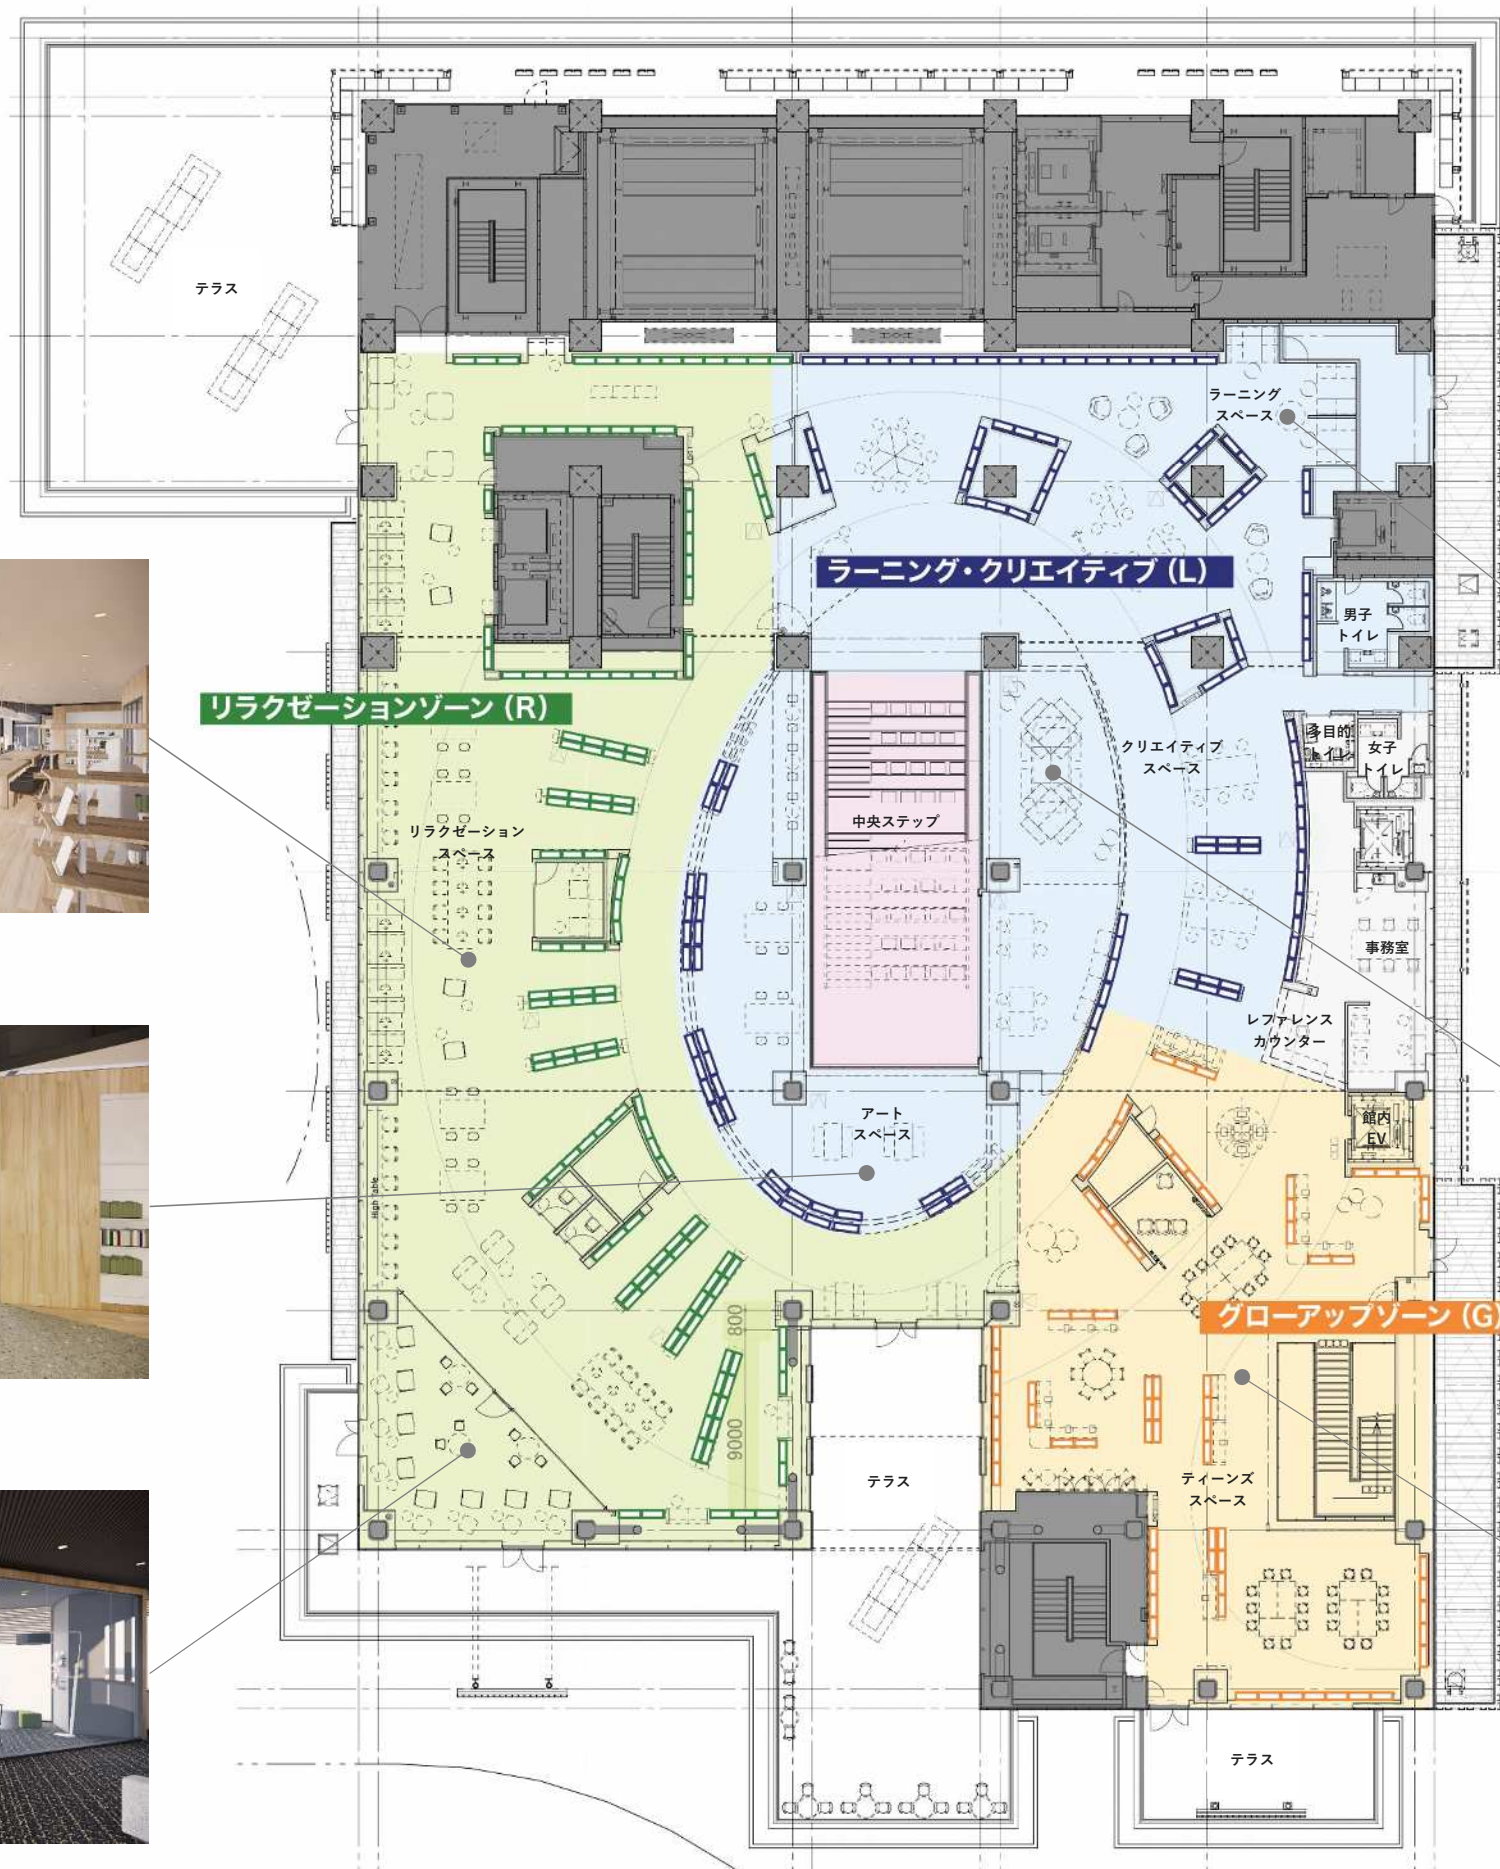 テラス
ラーニング
スペース
ラーニング・クリエイティブ（L）
男子
トイレ
リラクゼーションゾーン（R）
多目的
トイレ
女子
トイレ
クリエイティブ
スペース
中央ステップ
リラクゼーション
スペース
事務室
レファレンス
カウンター
アート
スペース
館内
EV
High Table
グローアップゾーン（G）
800
9000
テラス
ティーンズ
スペース
テラス